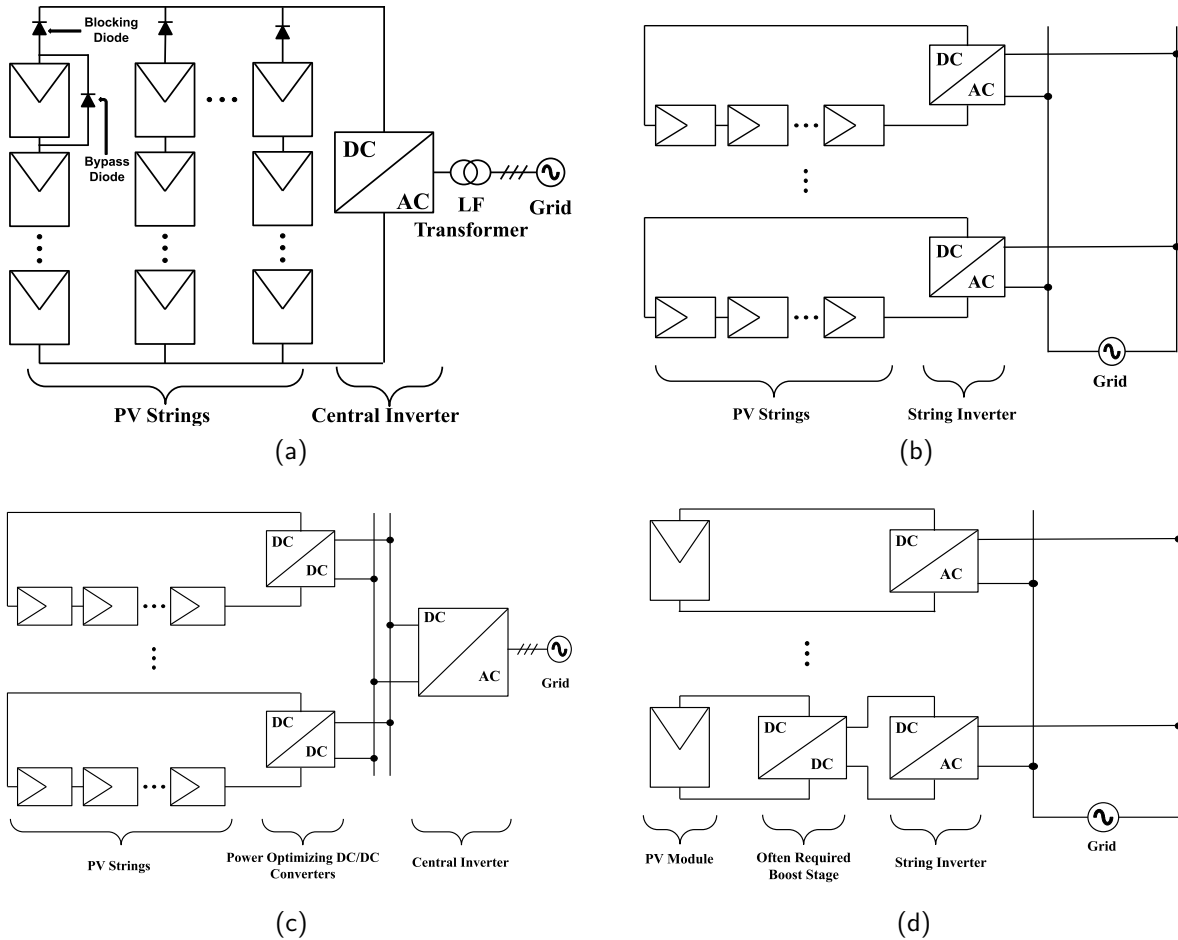 Blocking
Diode
Bypass
Diode
DC
AC
LF
Transformer
Grid
PV Strings
Central Inverter
(a)
DC
AC
DC
AC
Grid
PV Strings
String Inverter
(b)
DC
DC
DC
DC
DC
AC
Grid
PV Strings
Power Optimizing DC/DC
Converters
Central Inverter
(c)
DC
AC
DC
DC
DC
AC
Grid
PV Module
Often Required
Boost Stage
String Inverter
(d)